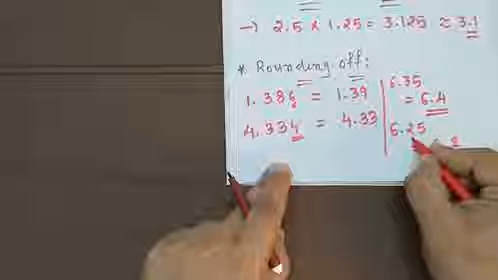 → 2.5 x 1.25 = 3.125 ≈ 3.1
* Rounding off:
1.386 = 1.39
4.334 = 4.33
6.35
= 6.4
6.25